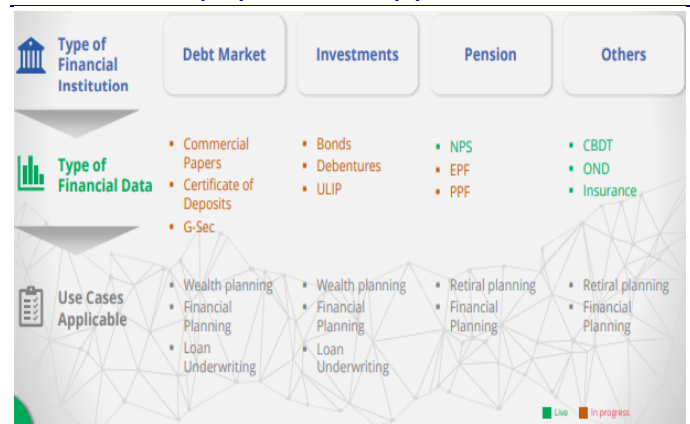 Type of
Financial
Institution
Debt Market
Investments
Pension
Others
Type of
Financial Data
▪ Commercial
Papers
▪ Certificate of
Deposits
▪ G-Sec
▪ Bonds
▪ Debentures
▪ ULIP
▪ NPS
▪ EPF
▪ PPF
▪ CBDT
▪ OND
▪ Insurance
Use Cases
Applicable
▪ Wealth planning
▪ Financial
Planning
▪ Loan
Underwriting
▪ Wealth planning
▪ Financial
Planning
▪ Loan
Underwriting
▪ Retiral planning
▪ Financial
Planning
▪ Retiral planning
▪ Financial
Planning
Live
In progress